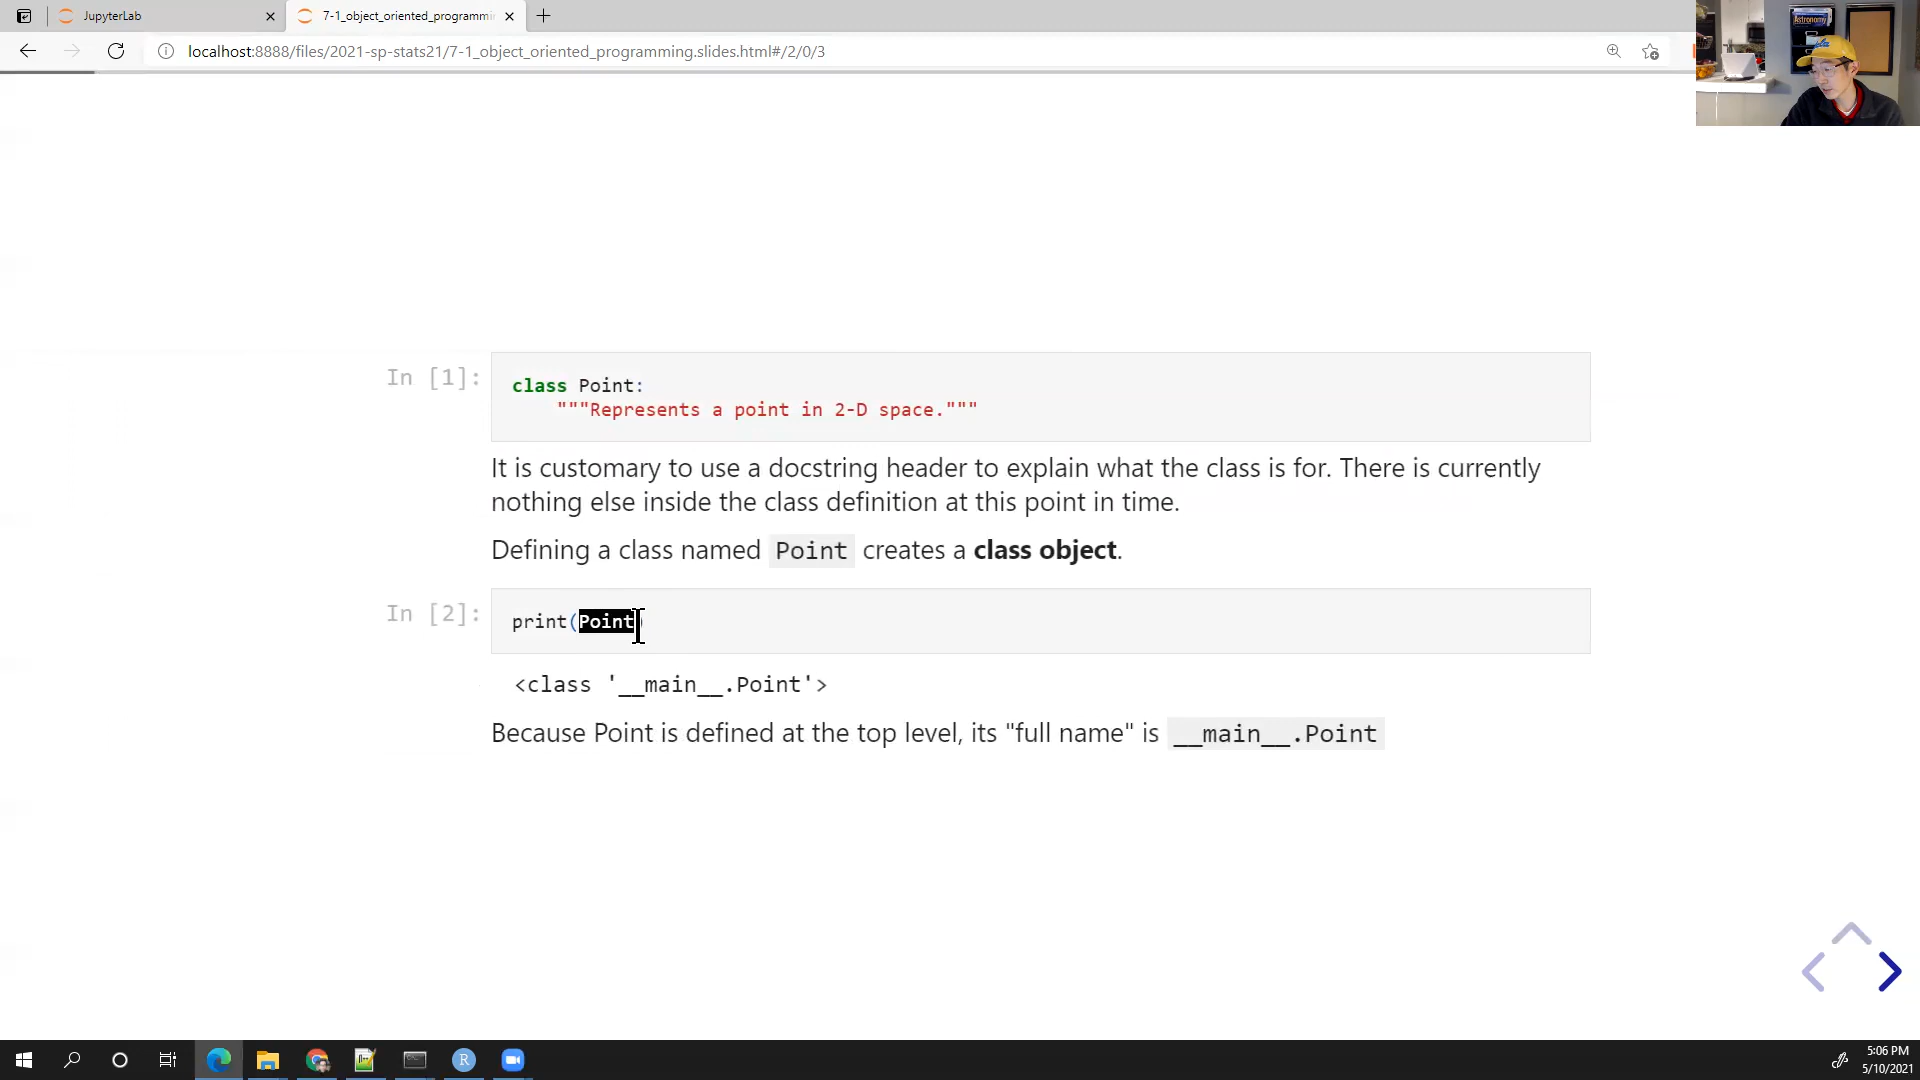 JupyterLab
7-1_object_oriented_programmi
localhost:8888/files/2021-sp-stats21/7-1_object_oriented_programming.slides.html#/2/0/3
Astronomy
In [1]:
class Point:
"""Represents a point in 2-D space."""
It is customary to use a docstring header to explain what the class is for. There is currently
nothing else inside the class definition at this point in time.
Defining a class named Point creates a class object.
In [2]:
print(Point)
<class '__main__.Point'>
Because Point is defined at the top level, its "full name" is __main__.Point
R
5:06 PM
5/10/2021